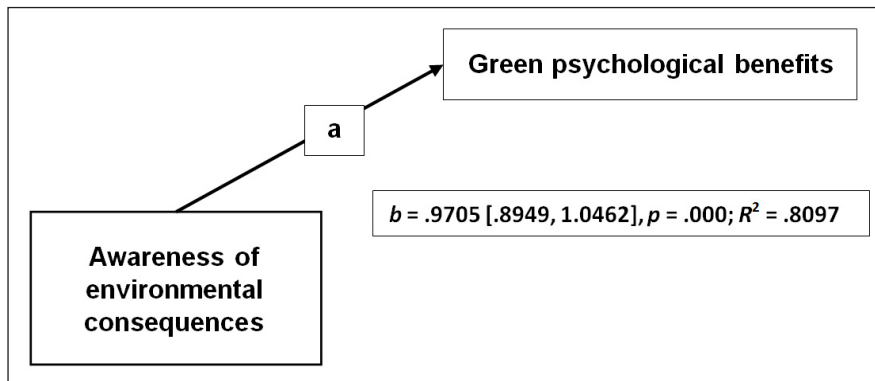 Green psychological benefits
a
b = .9705 [.8949, 1.0462], p = .000; R² = .8097
Awareness of
environmental
consequences